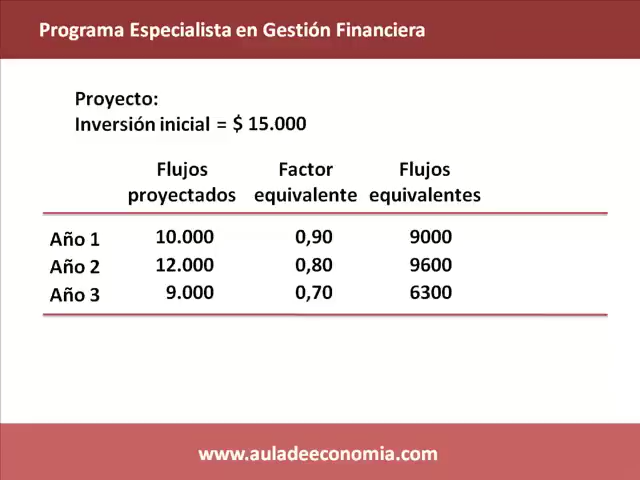 Programa Especialista en Gestión Financiera
Proyecto:
Inversión inicial = $ 15.000
Flujos proyectados Factor equivalente Flujos equivalentes
Año 1 10.000 0,90 9000
Año 2 12.000 0,80 9600
Año 3 9.000 0,70 6300
www.auladeeconomia.com